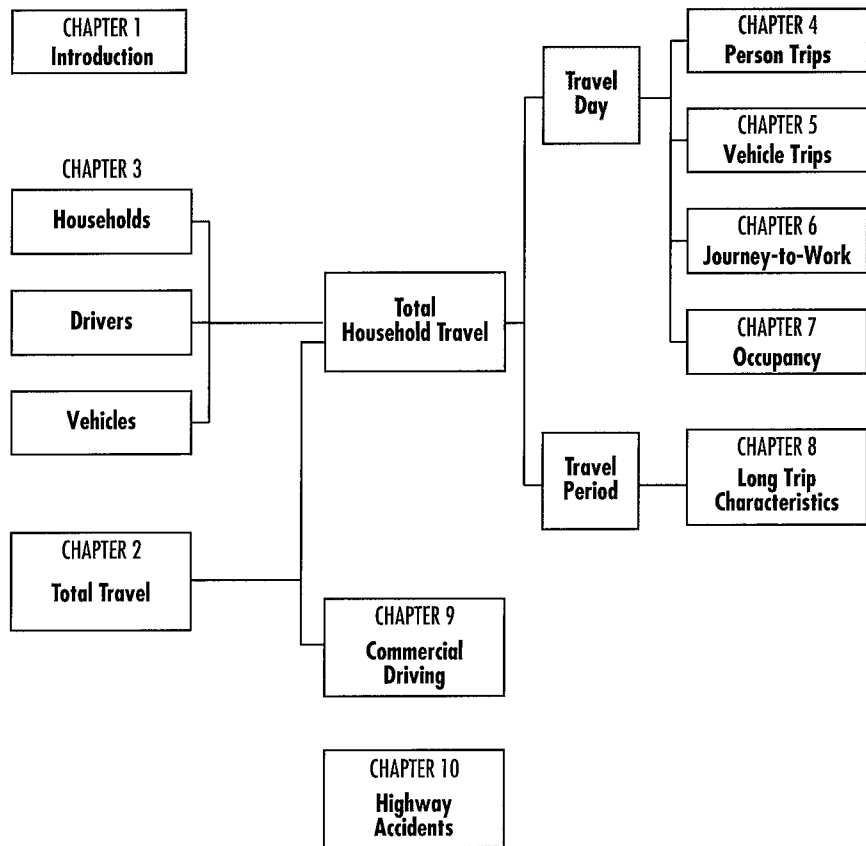 CHAPTER 1
Introduction
CHAPTER 3
Households
Drivers
Vehicles
CHAPTER 2
Total Travel
Total
Household Travel
CHAPTER 9
Commercial
Driving
CHAPTER 10
Highway
Accidents
Travel
Day
Travel
Period
CHAPTER 4
Person Trips
CHAPTER 5
Vehicle Trips
CHAPTER 6
Journey-to-Work
CHAPTER 7
Occupancy
CHAPTER 8
Long Trip
Characteristics